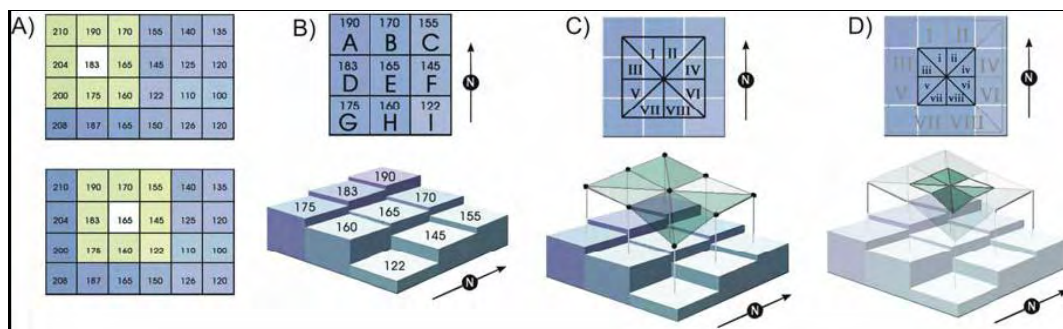 A)
210 190 170 155 140 135
204 183 165 145 125 120
200 175 160 122 110 100
208 187 165 150 126 120
210 190 170 155 140 135
204 183 165 145 125 120
200 175 160 122 110 100
208 187 165 150 126 120
B)
190 170 155
A B C
183 165 145
D E F
175 160 122
G H I
N
190
183 170
175 165 155
160 145
122
N
C)
I II
III IV
V VI
VII VIII
N
N
D)
I II
i ii
III iii iv IV
V v vi VI
vii viii
VII VIII
N
N